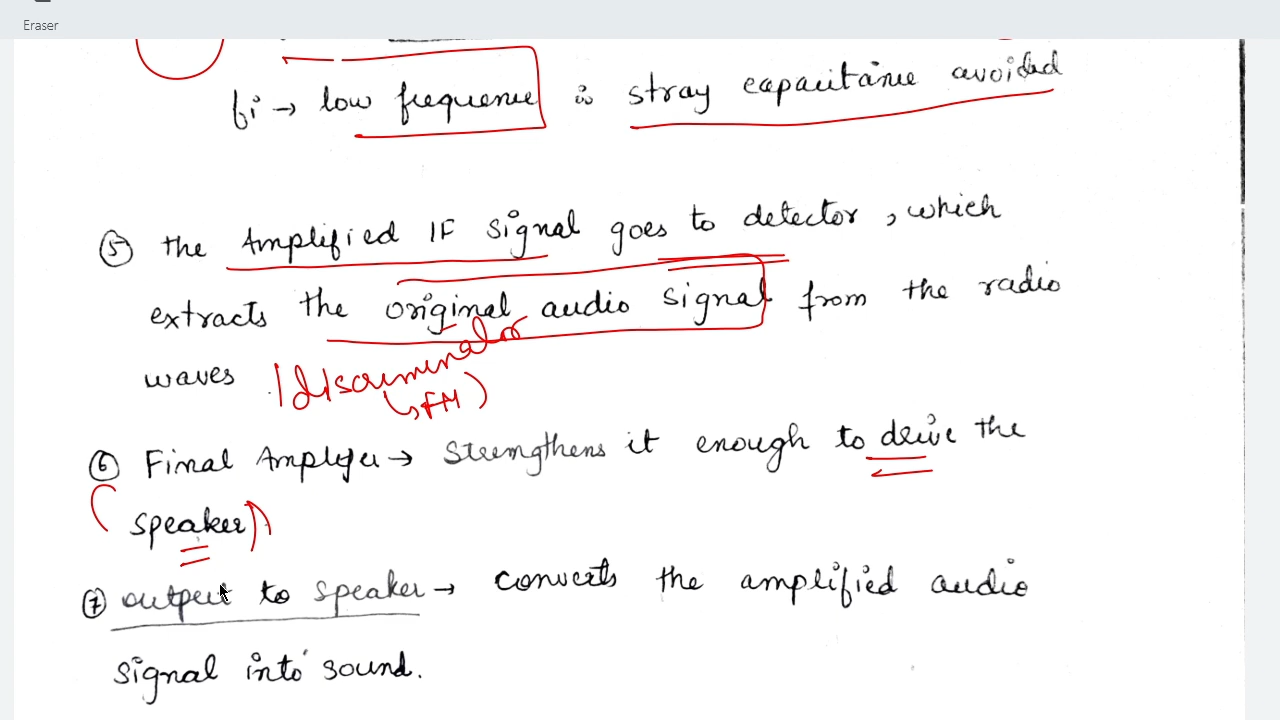 Eraser
fi → low frequence is stray capacitance avoided
⑤ the Amplified IF signal goes to detector, which
extracts the original audio signal from the radio
waves. (discriminator
↳ FM)
⑥ Final Amplifier → Strengthens it enough to drive the
speaker
⑦ output to speaker → converts the amplified audio
signal into sound.